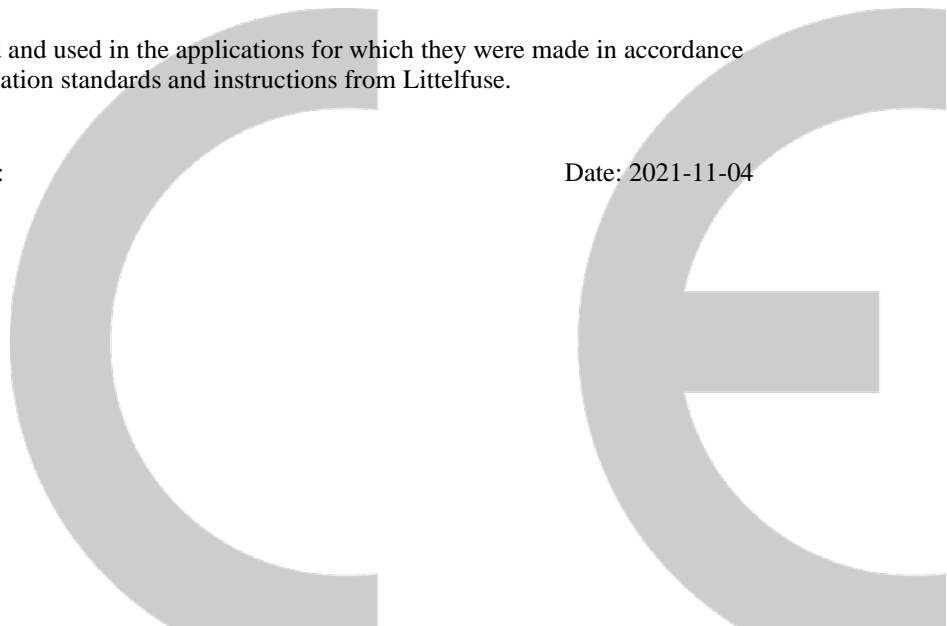 and used in the applications for which they were made in accordance
ation standards and instructions from Littelfuse.
: Date: 2021-11-04
CE